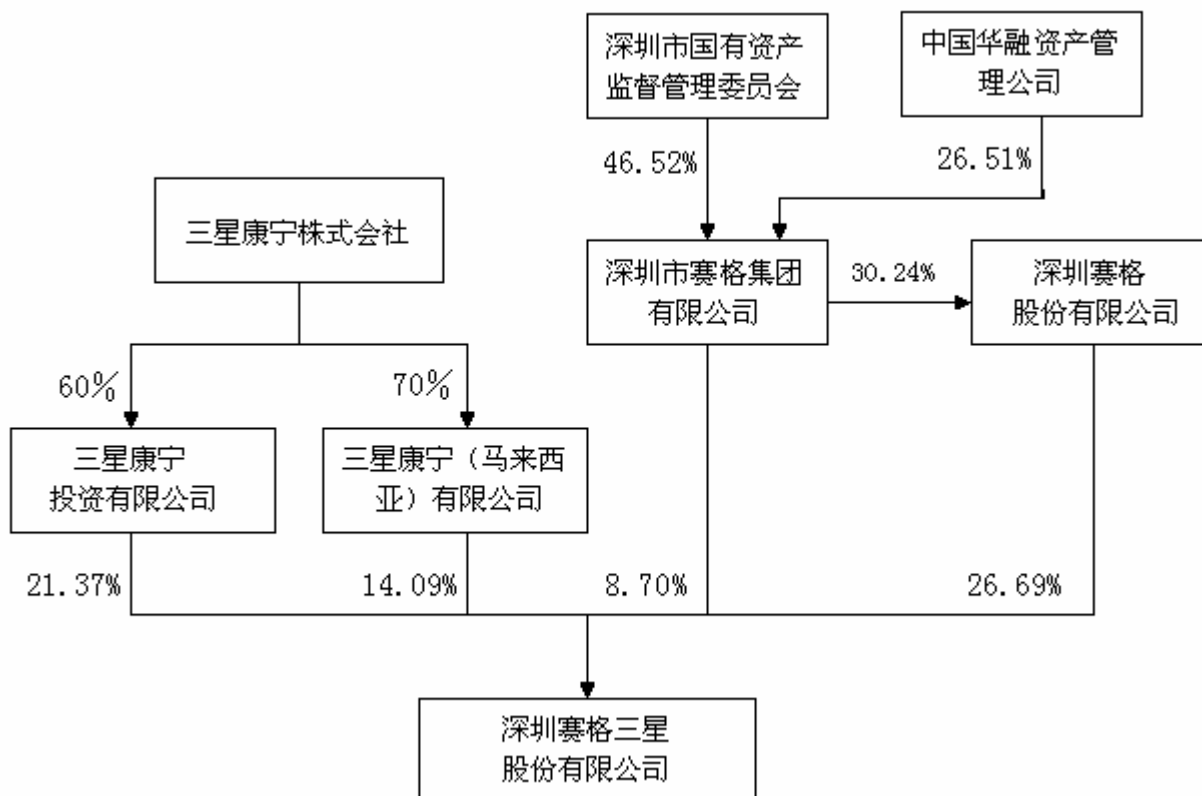 深圳市国有资产
监督管理委员会
中国华融资产管
理公司
46.52%
26.51%
三星康宁株式会社
深圳市赛格集团
有限公司
30.24%
深圳赛格
股份有限公司
60%
70%
三星康宁
投资有限公司
三星康宁（马来西
亚）有限公司
21.37%
14.09%
8.70%
26.69%
深圳赛格三星
股份有限公司